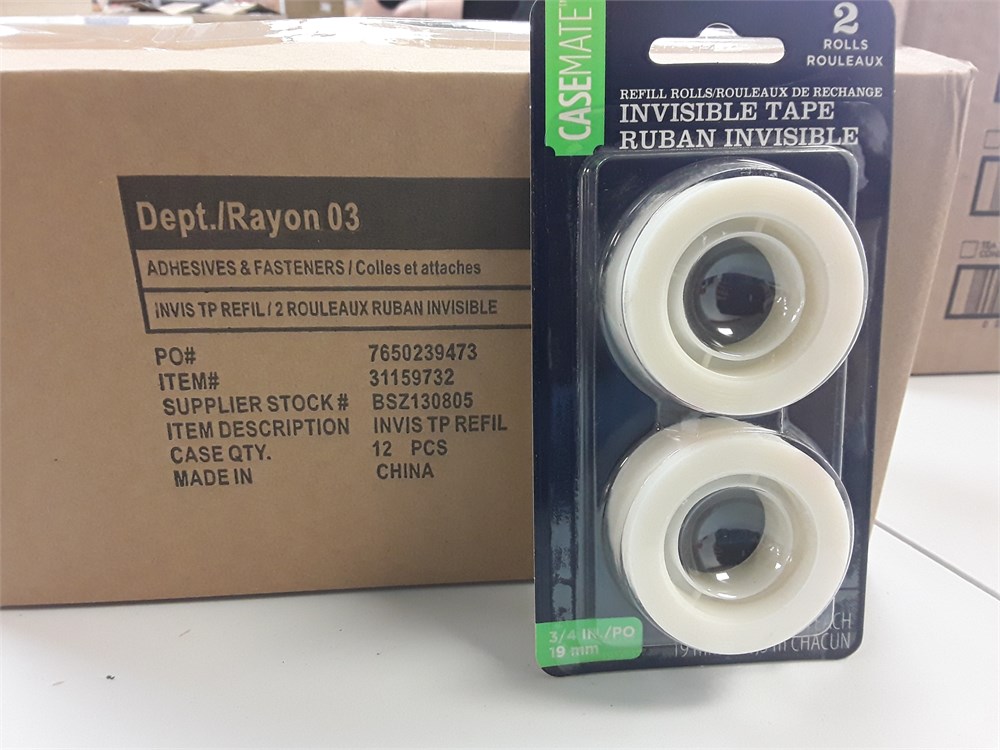 Dept./Rayon 03
ADHESIVES & FASTENERS / Colles et attaches
INVIS TP REFIL / 2 ROULEAUX RUBAN INVISIBLE
PO# 7650239473
ITEM# 31159732
SUPPLIER STOCK # BSZ130805
ITEM DESCRIPTION INVIS TP REFIL
CASE QTY. 12 PCS
MADE IN CHINA
CASEMATE
2
ROLLS
ROULEAUX
REFILL ROLLS/ROULEAUX DE RECHANGE
INVISIBLE TAPE
RUBAN INVISIBLE
3/4 IN./PO
19 mm
CHACUN